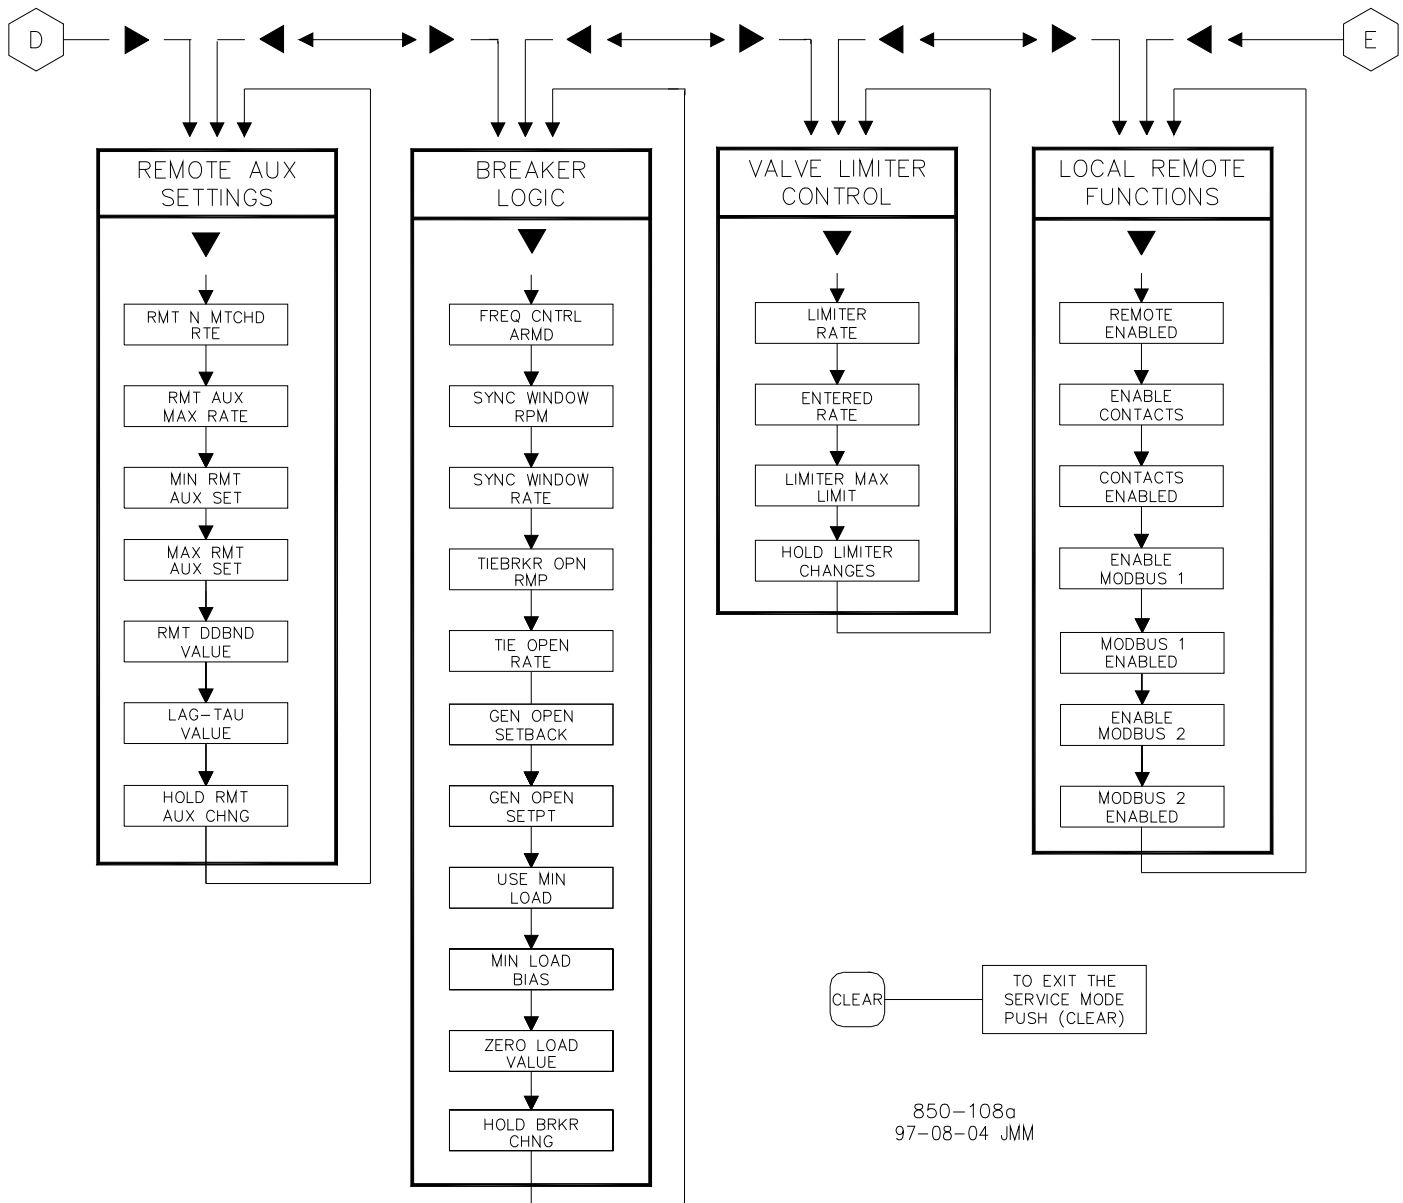 D
E
REMOTE AUX
SETTINGS
RMT N MTCHD
RTE
RMT AUX
MAX RATE
MIN RMT
AUX SET
MAX RMT
AUX SET
RMT DDBND
VALUE
LAG-TAU
VALUE
HOLD RMT
AUX CHNG
BREAKER
LOGIC
FREQ CNTRL
ARMD
SYNC WINDOW
RPM
SYNC WINDOW
RATE
TIEBRKR OPN
RMP
TIE OPEN
RATE
GEN OPEN
SETBACK
GEN OPEN
SETPT
USE MIN
LOAD
MIN LOAD
BIAS
ZERO LOAD
VALUE
HOLD BRKR
CHNG
VALVE LIMITER
CONTROL
LIMITER
RATE
ENTERED
RATE
LIMITER MAX
LIMIT
HOLD LIMITER
CHANGES
LOCAL REMOTE
FUNCTIONS
REMOTE
ENABLED
ENABLE
CONTACTS
CONTACTS
ENABLED
ENABLE
MODBUS 1
MODBUS 1
ENABLED
ENABLE
MODBUS 2
MODBUS 2
ENABLED
CLEAR
TO EXIT THE
SERVICE MODE
PUSH (CLEAR)
850-108a
97-08-04 JMM